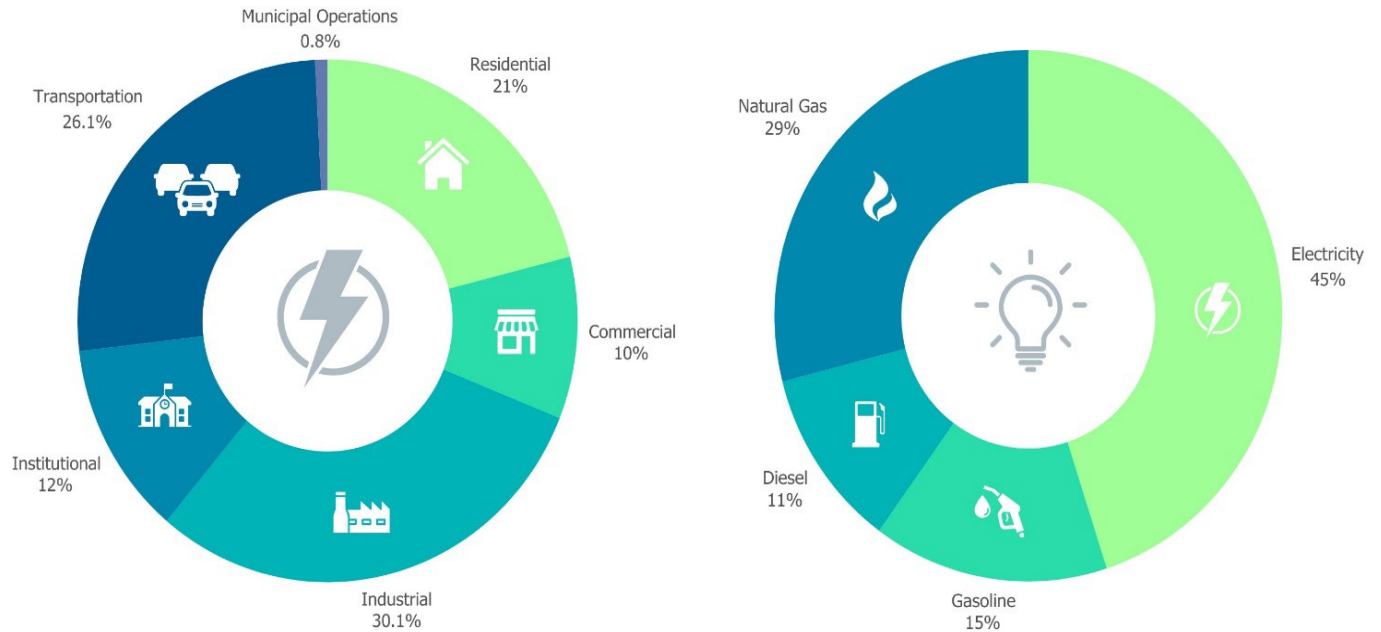 Municipal Operations
0.8%
Residential
21%
Transportation
26.1%
Commercial
10%
Institutional
12%
Industrial
30.1%
Natural Gas
29%
Electricity
45%
Diesel
11%
Gasoline
15%